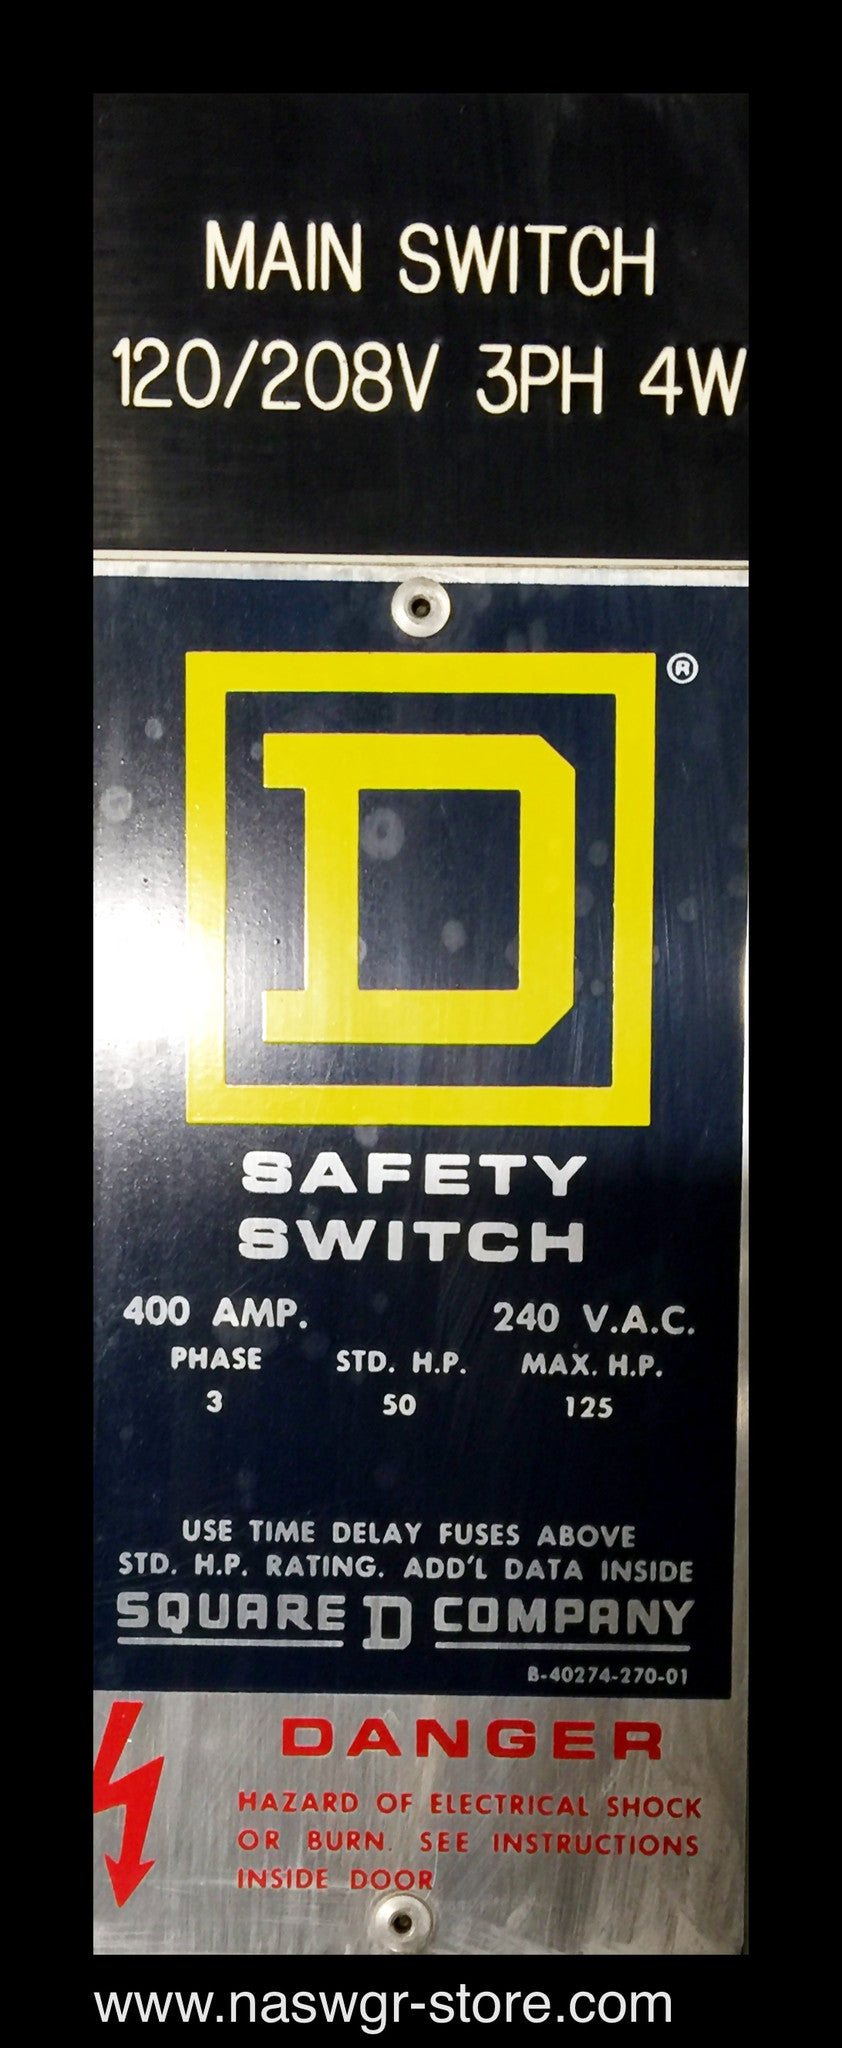 MAIN SWITCH
120/208V 3PH 4W
®
D
SAFETY
SWITCH
400 AMP. 240 V.A.C.
PHASE STD. H.P. MAX. H.P.
3 50 125
USE TIME DELAY FUSES ABOVE
STD. H.P. RATING. ADD'L DATA INSIDE
SQUARE D COMPANY
B-40274-270-01
DANGER
HAZARD OF ELECTRICAL SHOCK
OR BURN. SEE INSTRUCTIONS
INSIDE DOOR
www.naswgr-store.com